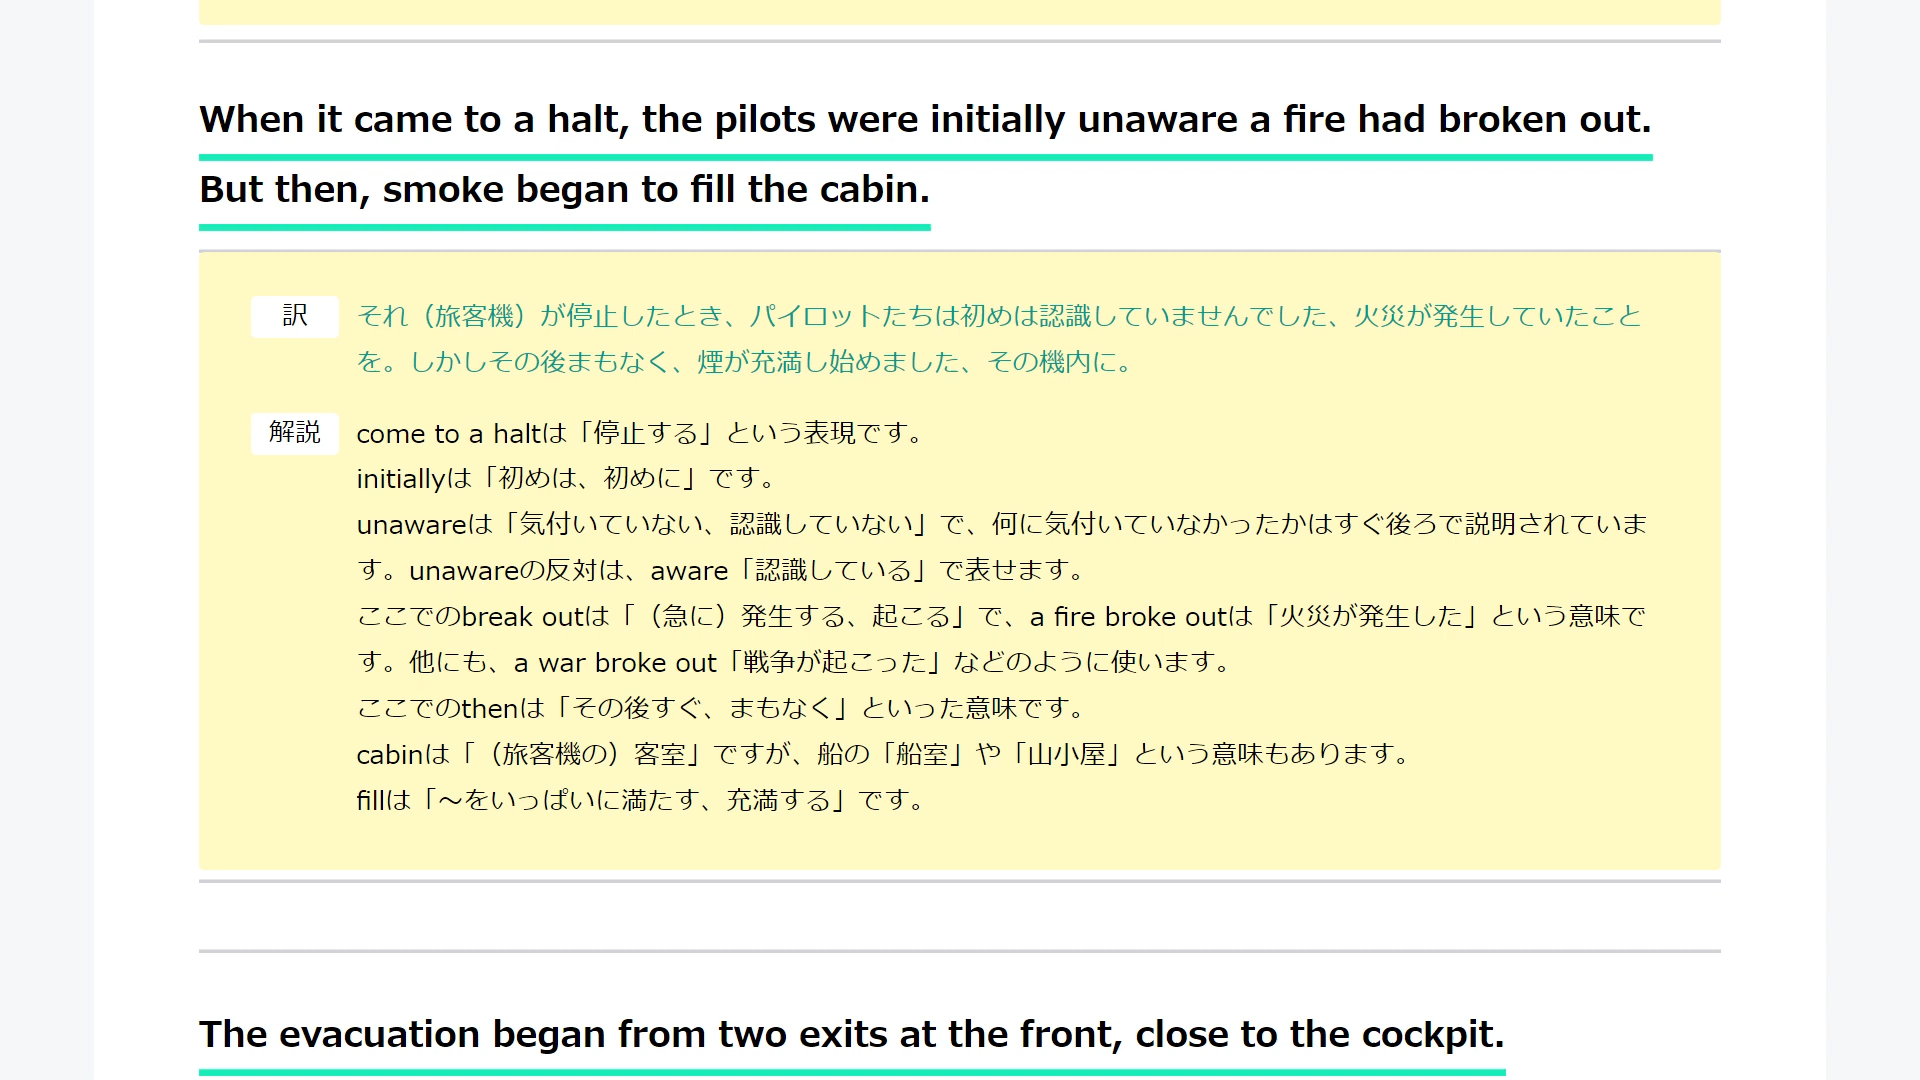 When it came to a halt, the pilots were initially unaware a fire had broken out.
But then, smoke began to fill the cabin.
訳 それ（旅客機）が停止したとき、パイロットたちは初めは認識していませんでした、火災が発生していたこと
を。しかしその後まもなく、煙が充満し始めました、その機内に。
解説 come to a haltは「停止する」という表現です。
initiallyは「初めは、初めに」です。
unawareは「気付いていない、認識していない」で、何に気付いていなかったかはすぐ後ろで説明されていま
す。unawareの反対は、aware「認識している」で表せます。
ここでのbreak outは「（急に）発生する、起こる」で、a fire broke outは「火災が発生した」という意味で
す。他にも、a war broke out「戦争が起こった」などのように使います。
ここでのthenは「その後すぐ、まもなく」といった意味です。
cabinは「（旅客機の）客室」ですが、船の「船室」や「山小屋」という意味もあります。
fillは「～をいっぱいに満たす、充満する」です。
The evacuation began from two exits at the front, close to the cockpit.